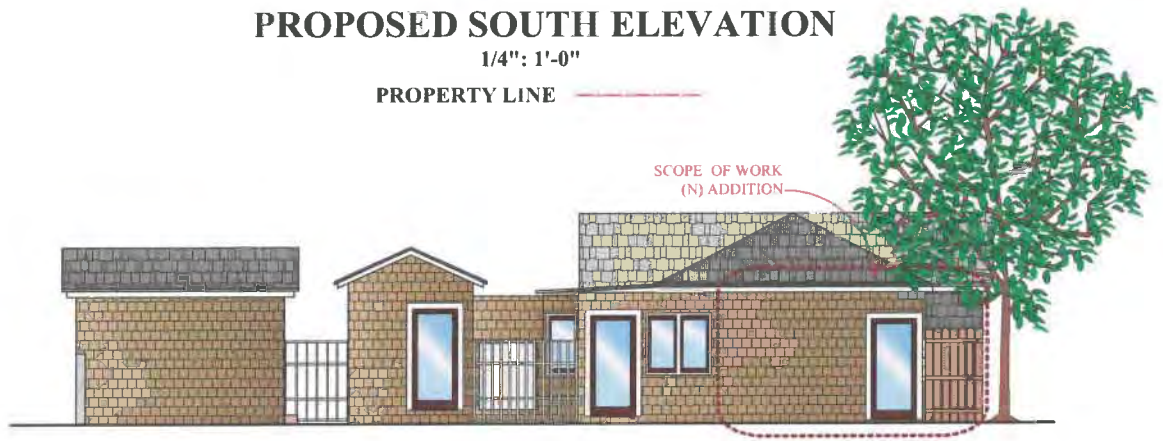 PROPOSED SOUTH ELEVATION
1/4": 1'-0"
PROPERTY LINE
SCOPE OF WORK
(N) ADDITION